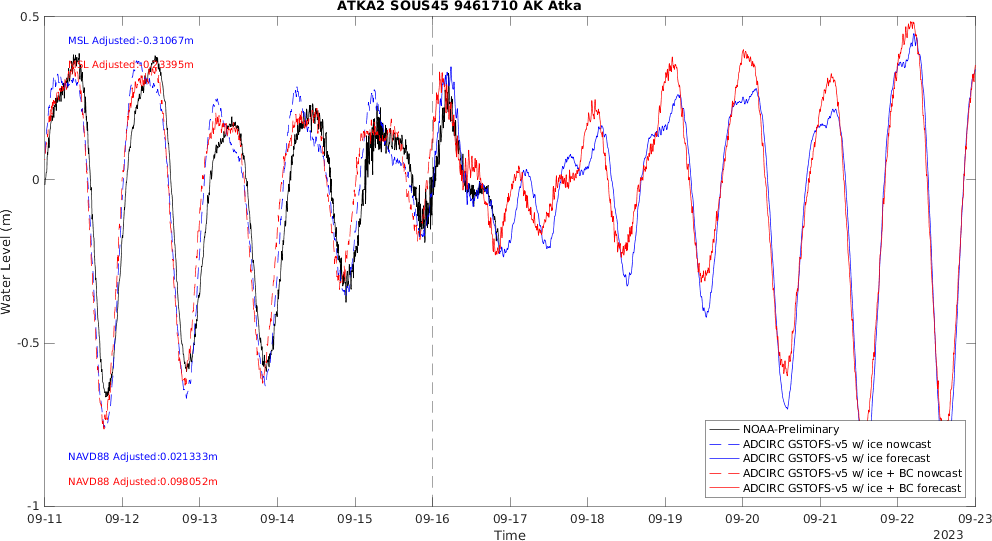 ATKA2 SOUS45 9461710 AK Atka
0.5
0
-0.5
-1
Water Level (m)
MSL Adjusted:-0.31067m
NAVD88 Adjusted:0.021333m
NAVD88 Adjusted:0.098052m
NOAA-Preliminary
ADCIRC GSTOFS-v5 w/ ice nowcast
ADCIRC GSTOFS-v5 w/ ice forecast
ADCIRC GSTOFS-v5 w/ ice + BC nowcast
ADCIRC GSTOFS-v5 w/ ice + BC forecast
09-11 09-12 09-13 09-14 09-15 09-16 09-17 09-18 09-19 09-20 09-21 09-22 09-23
Time
2023